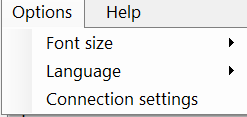 Options Help
Font size
Language
Connection settings